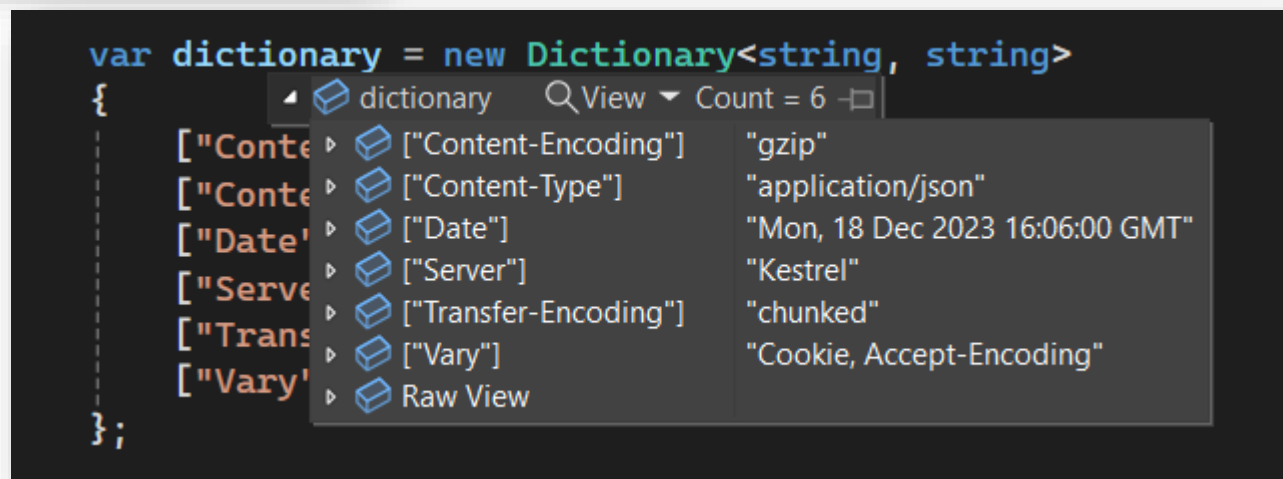 var dictionary = new Dictionary<string, string>
{
dictionary View Count = 6
["Conte ["Content-Encoding"] "gzip"
["Conte ["Content-Type"] "application/json"
["Date" ["Date"] "Mon, 18 Dec 2023 16:06:00 GMT"
["Serve ["Server"] "Kestrel"
["Trans ["Transfer-Encoding"] "chunked"
["Vary" ["Vary"] "Cookie, Accept-Encoding"
Raw View
};